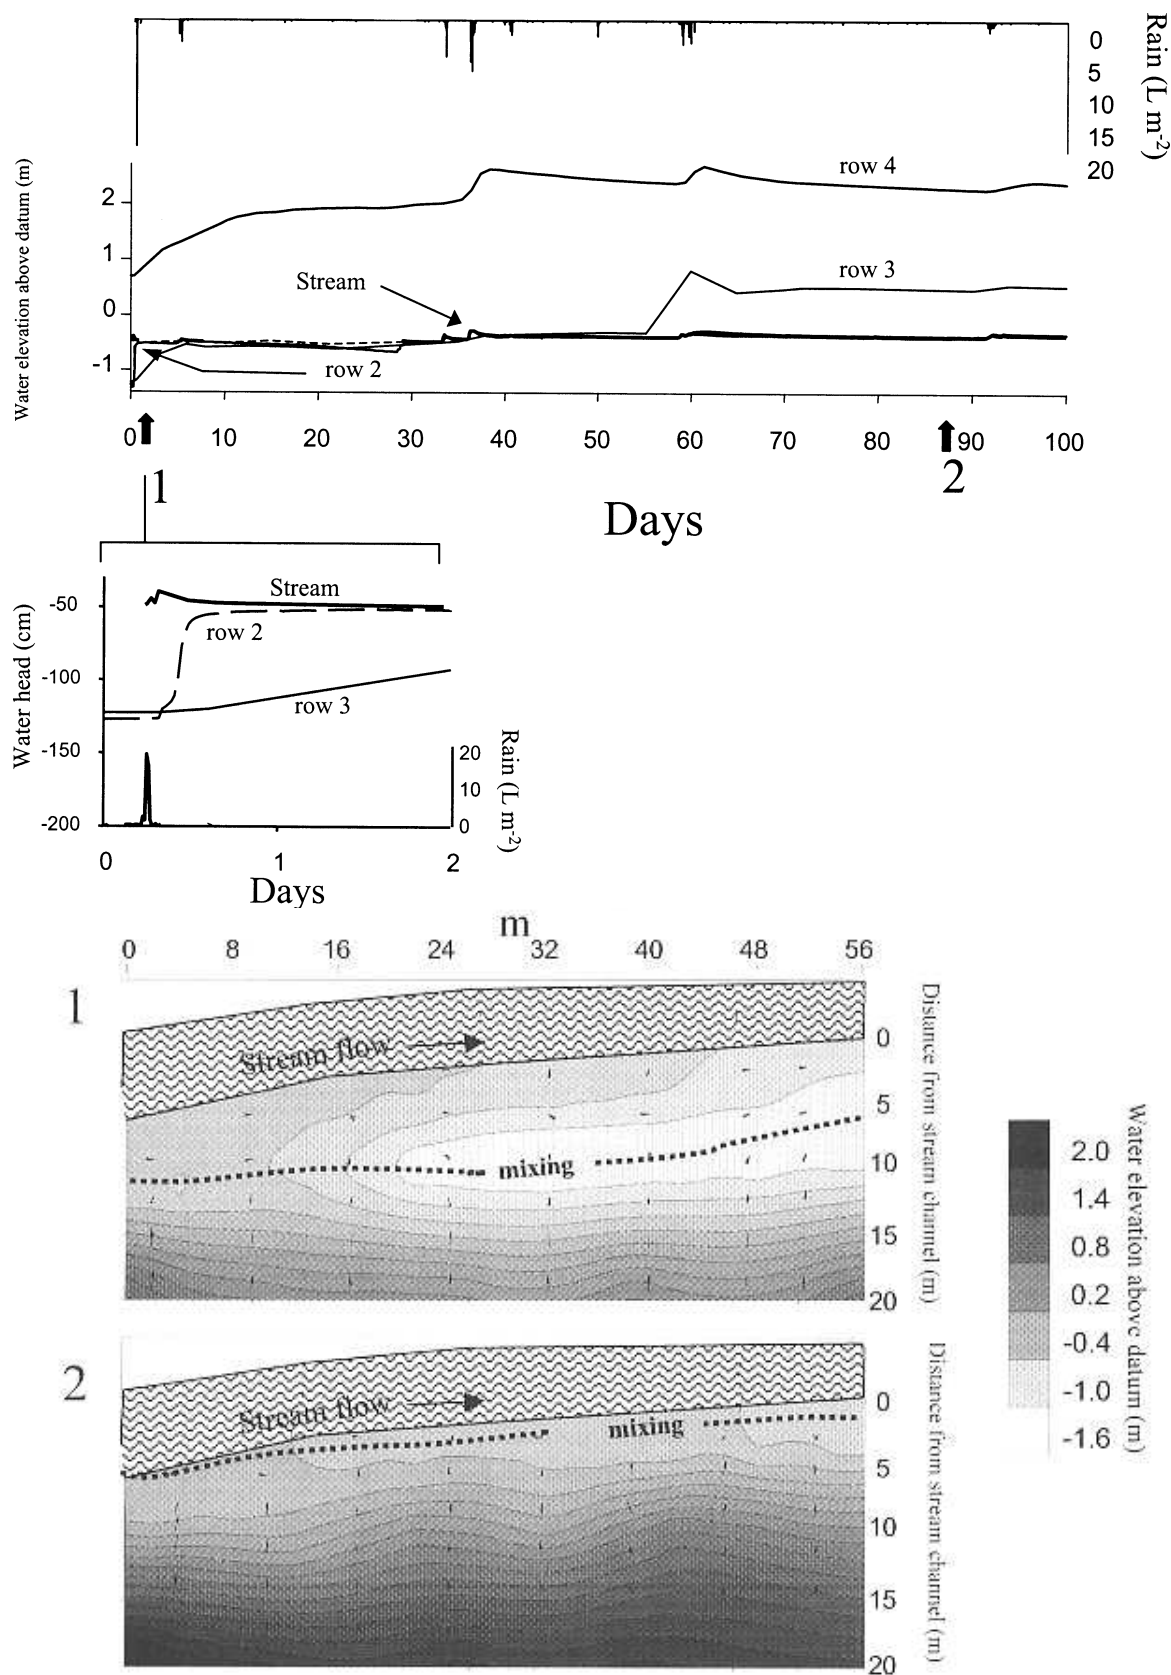 0
5
10
15
20
Rain (L m-2)
Water elevation above datum (m)
2
1
0
-1
row 4
row 3
Stream
row 2
0 10 20 30 40 50 60 70 80 90 100
1 2
Days
Water head (cm)
-50
-100
-150
-200
Stream
row 2
row 3
20
10
0
Rain (L m-2)
0 1 2
Days
m
0 8 16 24 32 40 48 56
1
Stream flow
mixing
0
5
10
15
20
Distance from stream channel (m)
2
Stream flow
mixing
0
5
10
15
20
Distance from stream channel (m)
2.0
1.4
0.8
0.2
-0.4
-1.0
-1.6
Water elevation above datum (m)